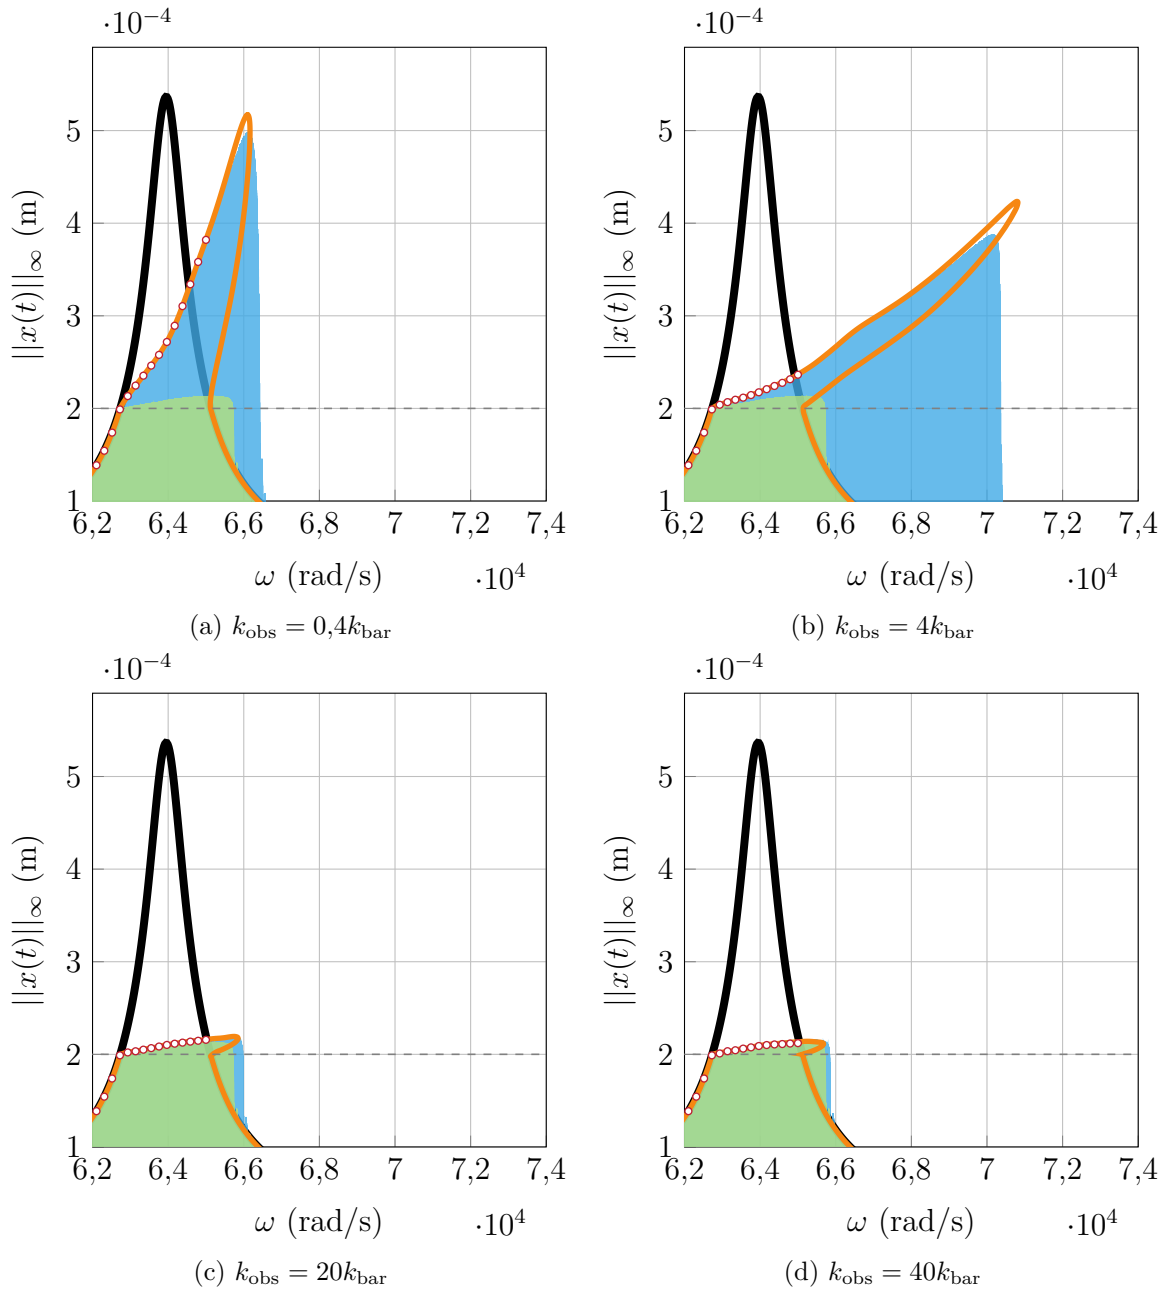 ·10⁻⁴
||x(t)||∞ (m)
5
4
3
2
1
6,2 6,4 6,6 6,8 7 7,2 7,4
ω (rad/s)
·10⁴
(a) k_obs = 0,4k_bar
·10⁻⁴
||x(t)||∞ (m)
5
4
3
2
1
6,2 6,4 6,6 6,8 7 7,2 7,4
ω (rad/s)
·10⁴
(b) k_obs = 4k_bar
·10⁻⁴
||x(t)||∞ (m)
5
4
3
2
1
6,2 6,4 6,6 6,8 7 7,2 7,4
ω (rad/s)
·10⁴
(c) k_obs = 20k_bar
·10⁻⁴
||x(t)||∞ (m)
5
4
3
2
1
6,2 6,4 6,6 6,8 7 7,2 7,4
ω (rad/s)
·10⁴
(d) k_obs = 40k_bar